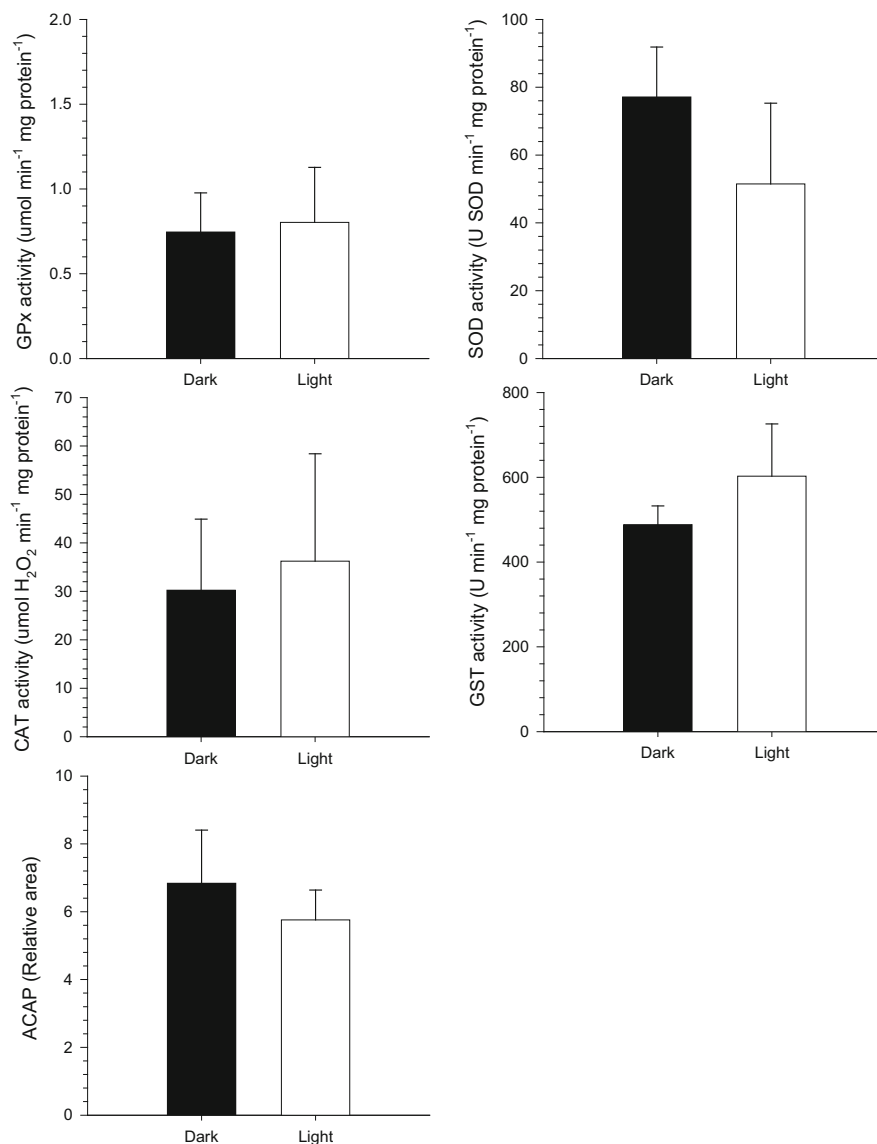 GPx activity (umol min⁻¹ mg protein⁻¹)
2.0
1.5
1.0
0.5
0.0
Dark
Light
SOD activity (U SOD min⁻¹ mg protein⁻¹)
100
80
60
40
20
0
Dark
Light
CAT activity (umol H₂O₂ min⁻¹ mg protein⁻¹)
70
60
50
40
30
20
10
0
Dark
Light
GST activity (U min⁻¹ mg protein⁻¹)
800
600
400
200
0
Dark
Light
ACAP (Relative area)
10
8
6
4
2
0
Dark
Light